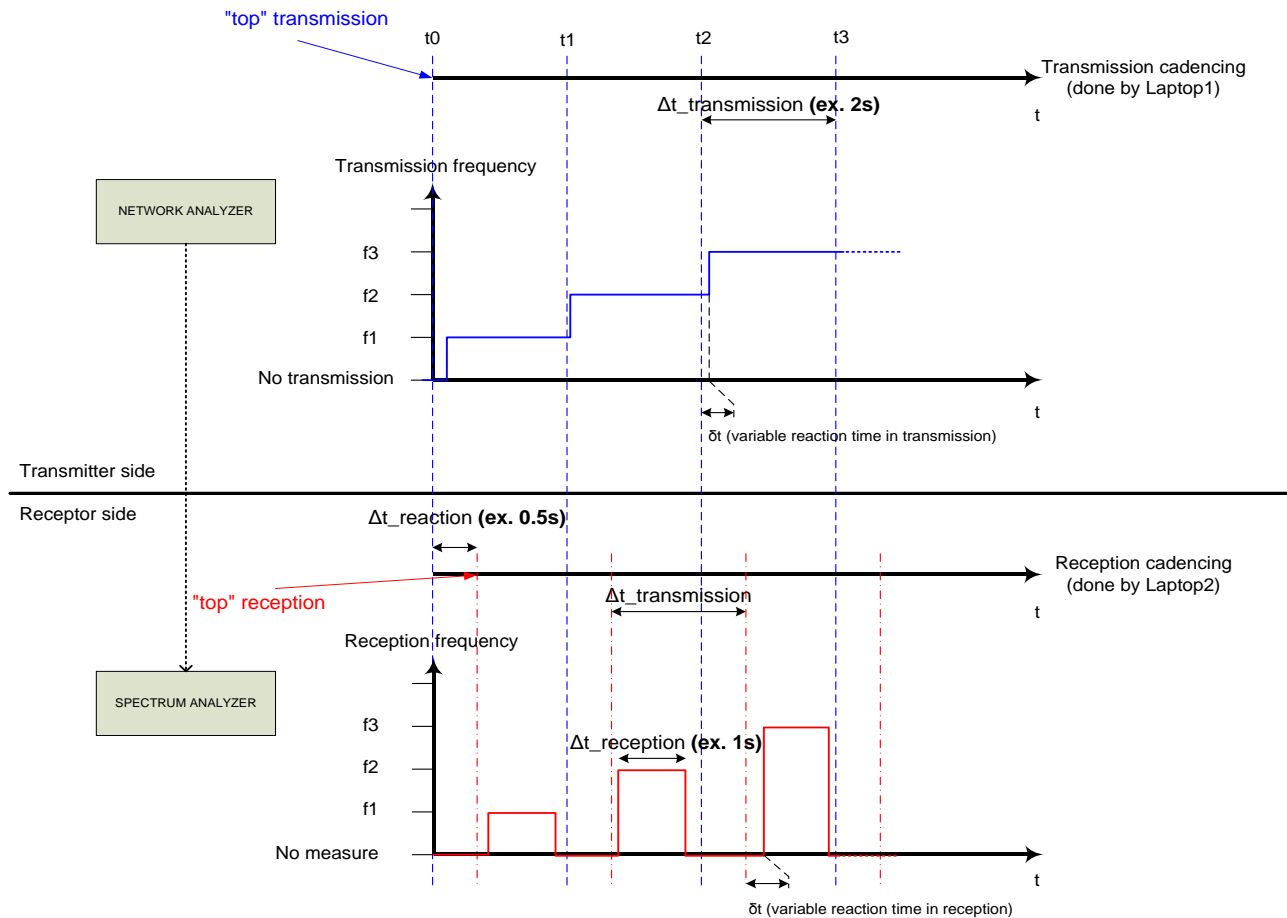 "top" transmission
t0
t1
t2
t3
Transmission cadencing
(done by Laptop1)
t
Δt_transmission (ex. 2s)
Transmission frequency
NETWORK ANALYZER
f3
f2
f1
No transmission
t
δt (variable reaction time in transmission)
Transmitter side
Receptor side
Δt_reaction (ex. 0.5s)
Reception cadencing
(done by Laptop2)
t
"top" reception
Δt_transmission
Reception frequency
SPECTRUM ANALYZER
f3
Δt_reception (ex. 1s)
f2
f1
No measure
t
δt (variable reaction time in reception)